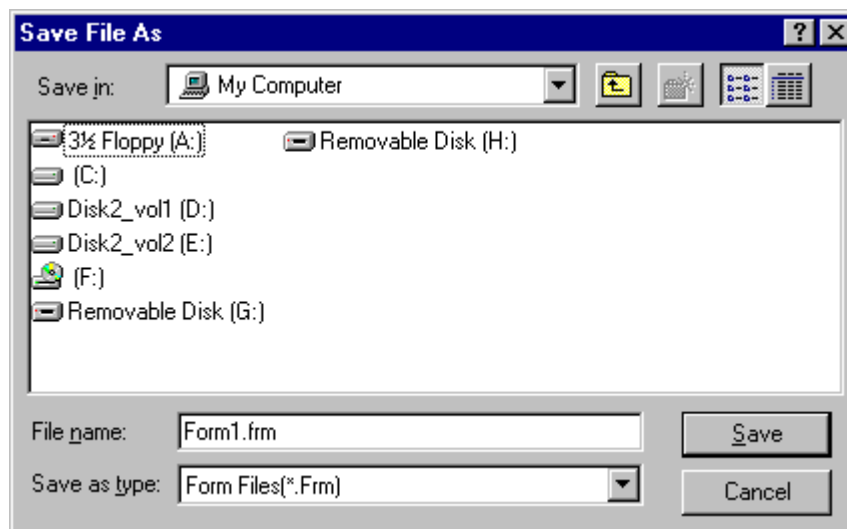 Save File As
Save in: My Computer
3½ Floppy (A:) Removable Disk (H:)
(C:)
Disk2_vol1 (D:)
Disk2_vol2 (E:)
(F:)
Removable Disk (G:)
File name: Form1.frm Save
Save as type: Form Files(*.Frm) Cancel